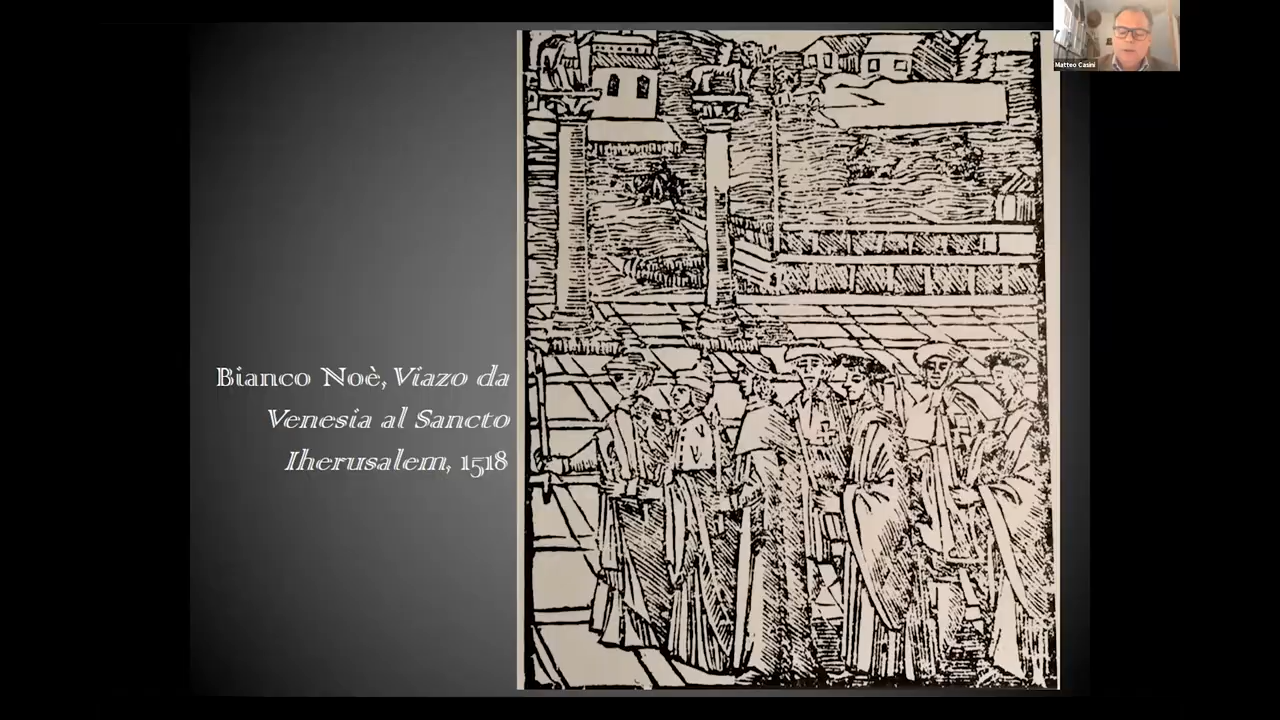 Matteo Casini
Bianco Noè, Viazo da
Venesia al Sancto
Iherusalem, 1518